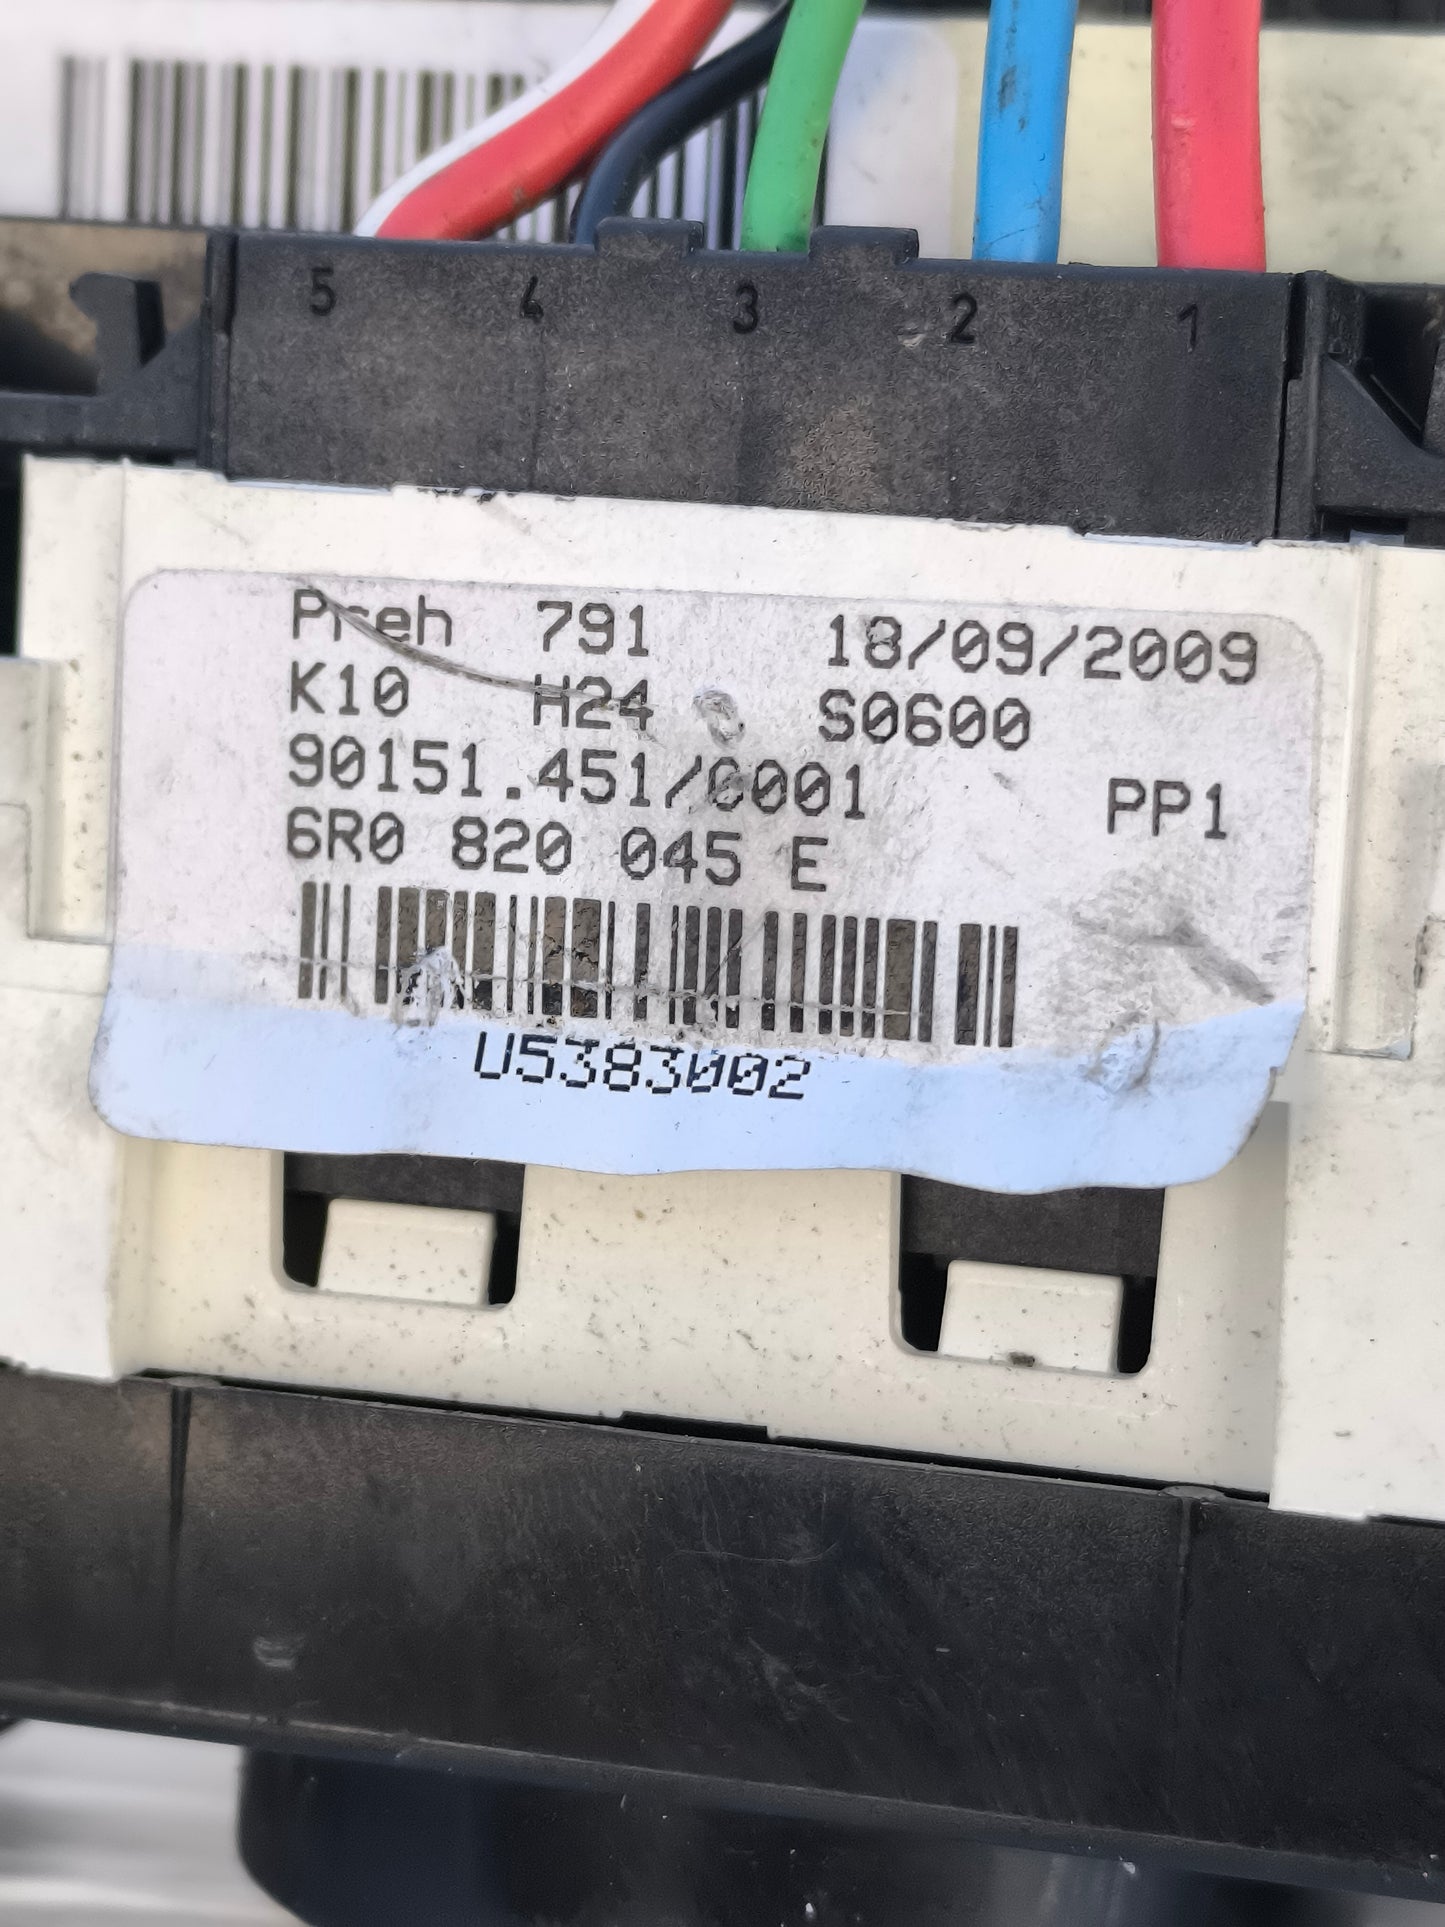 5 4 3 2 1
Preh 791 18/09/2009
K10 H24 S0600
90151.451/0001 PP1
6R0 820 045 E
U5383002